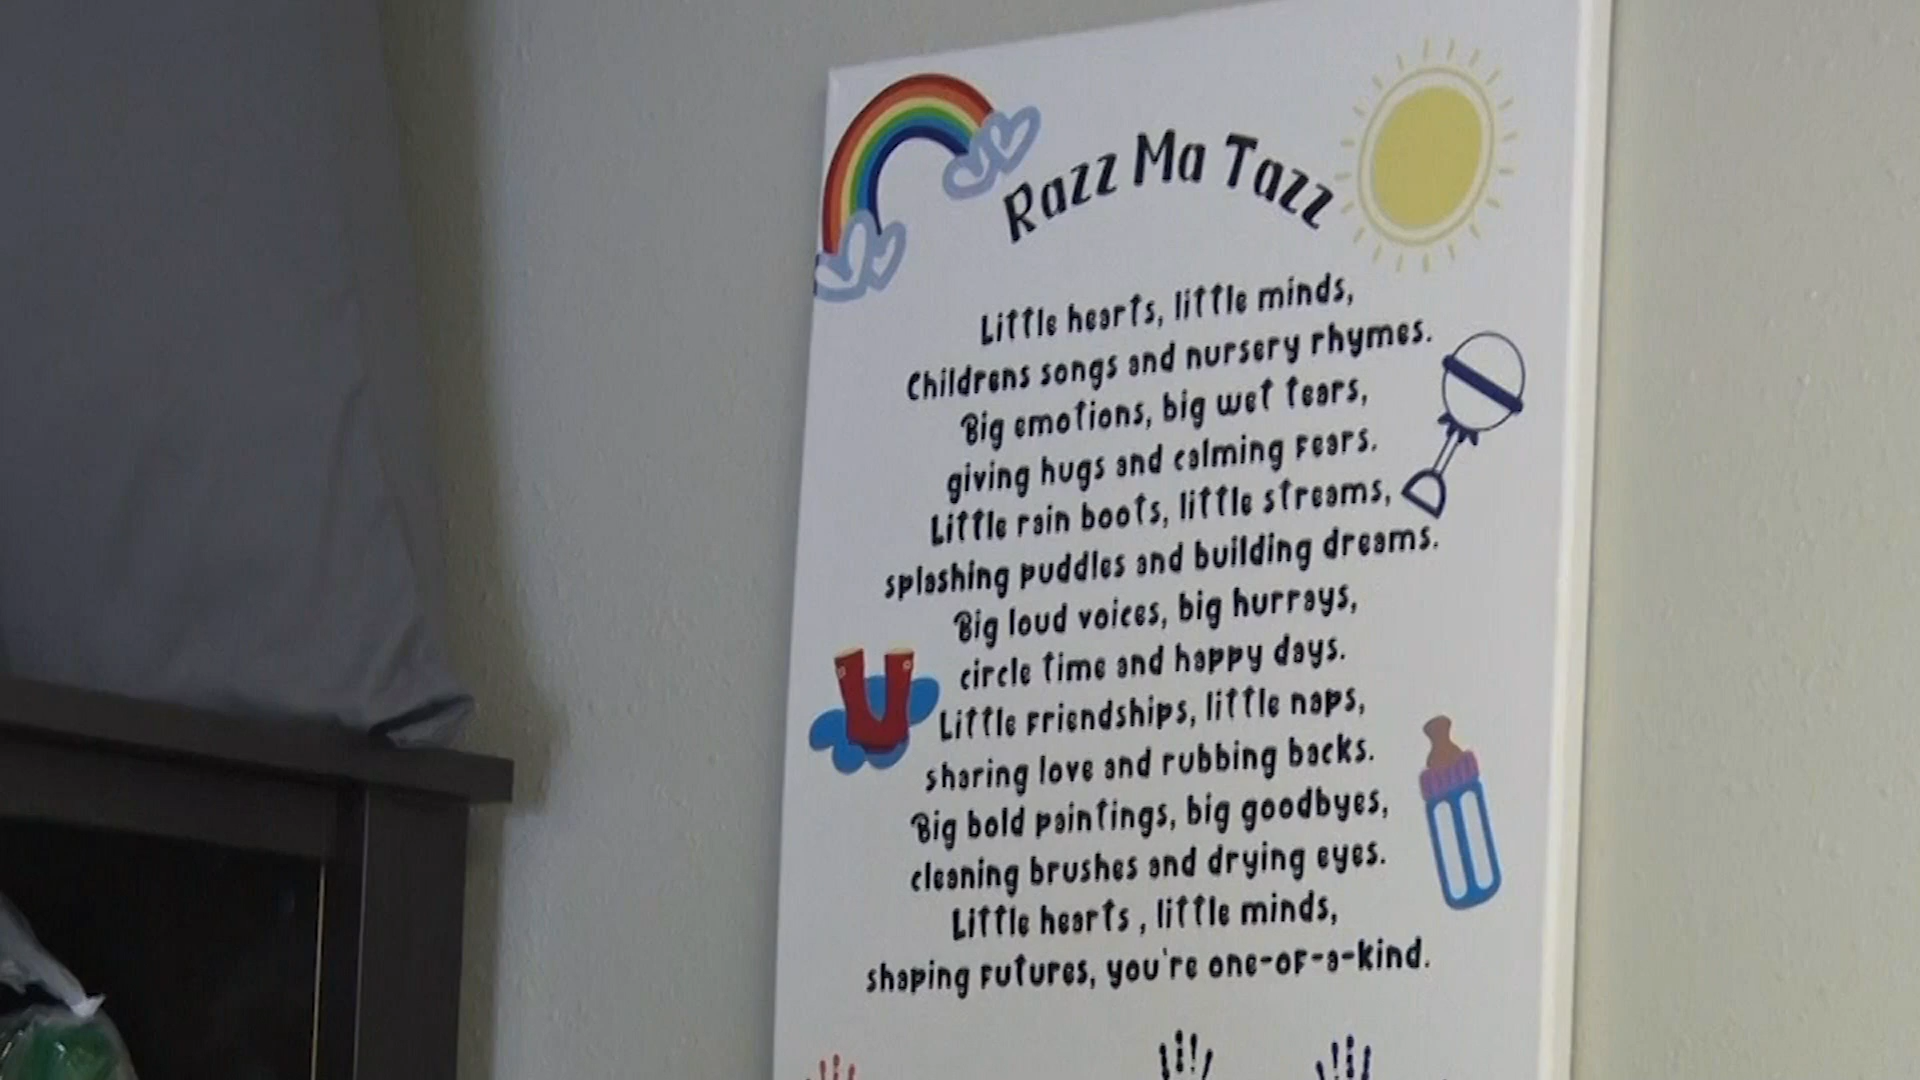 Razz Ma Tazz
Little hearts, little minds,
Childrens songs and nursery rhymes.
Big emotions, big wet tears,
giving hugs and calming fears.
Little rain boots, little streams,
splashing puddles and building dreams.
Big loud voices, big hurrays,
circle time and happy days.
Little friendships, little naps,
sharing love and rubbing backs.
Big bold paintings, big goodbyes,
cleaning brushes and drying eyes.
Little hearts , little minds,
shaping futures, you're one-of-a-kind.